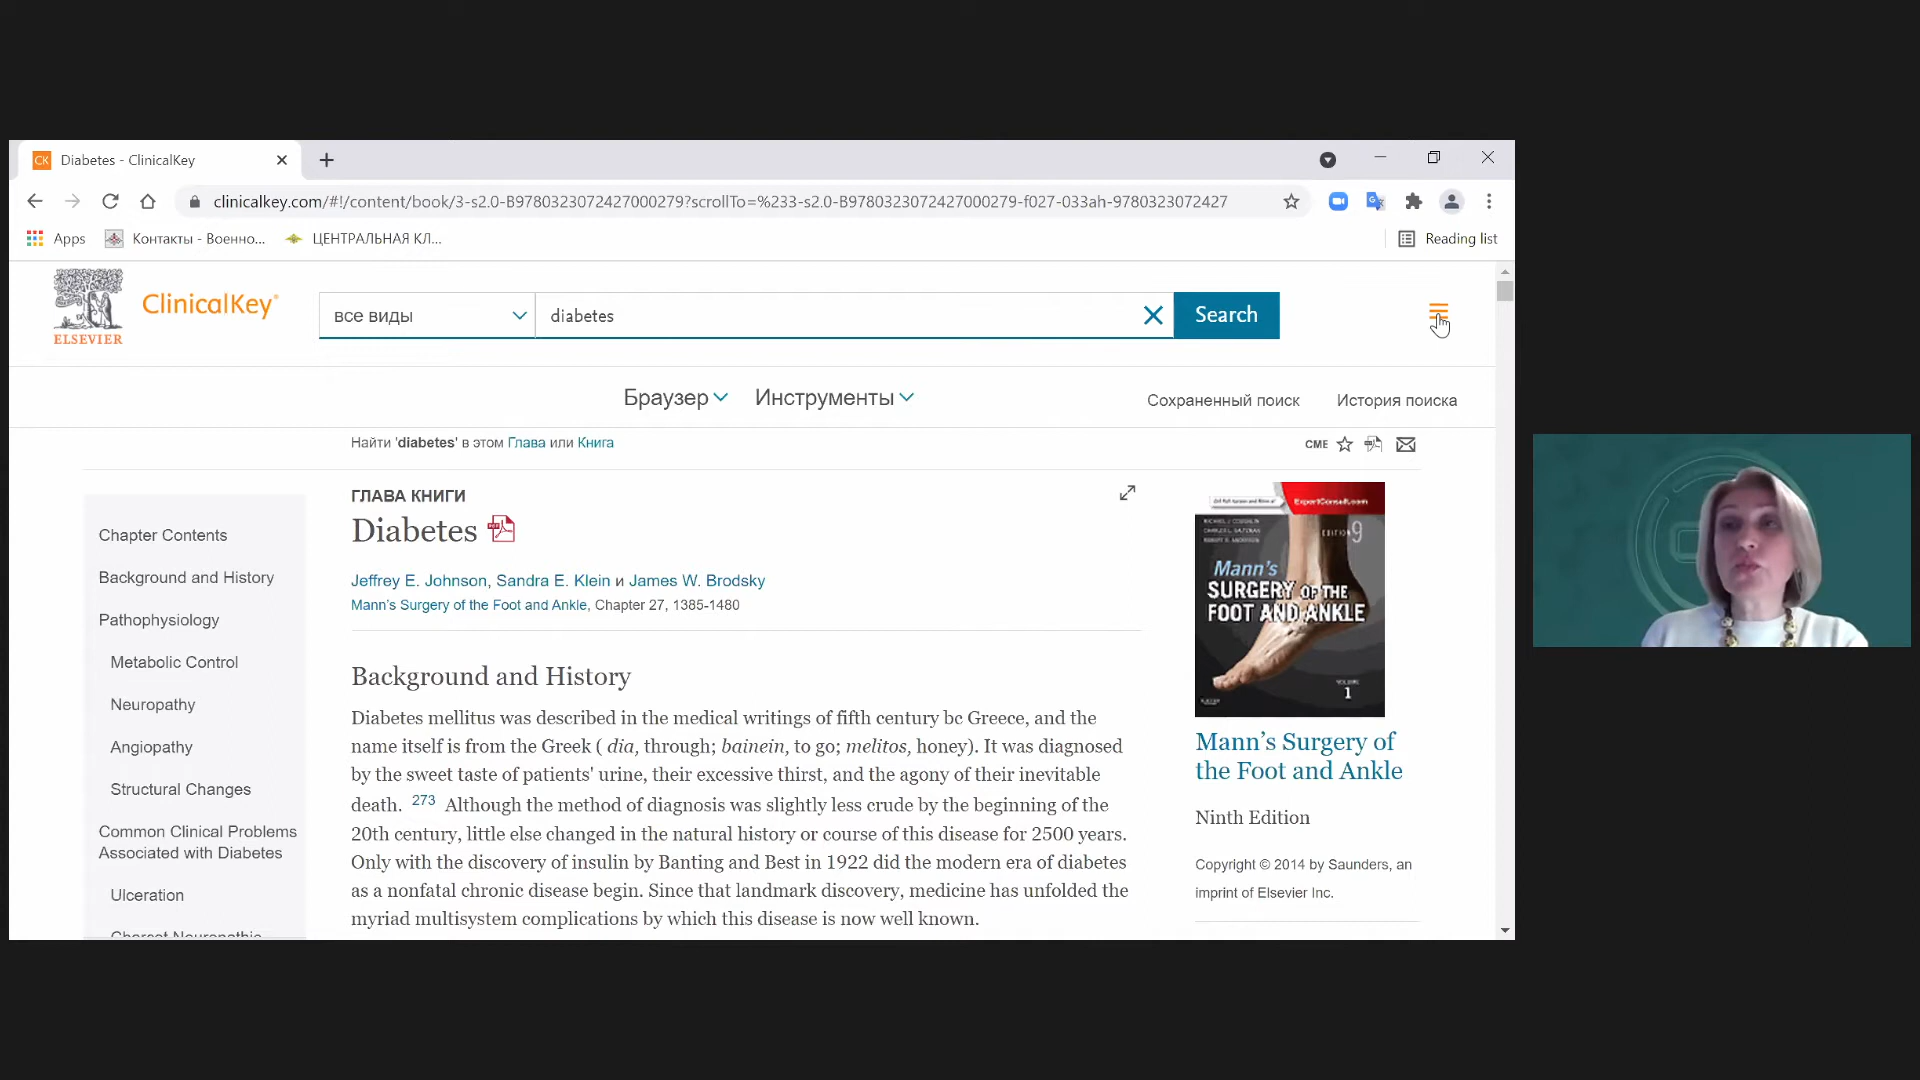 CK Diabetes - ClinicalKey
clinicalkey.com/#!/content/book/3-s2.0-B9780323072427000279?scrollTo=%233-s2.0-B9780323072427000279-f027-033ah-9780323072427
Apps Контакты - Военно... ЦЕНТРАЛЬНАЯ КЛ... Reading list
ELSEVIER
ClinicalKey®
все виды
diabetes
Search
Браузер Инструменты Сохраненный поиск История поиска
Найти 'diabetes' в этом Глава или Книга
CME
Chapter Contents
Background and History
Pathophysiology
Metabolic Control
Neuropathy
Angiopathy
Structural Changes
Common Clinical Problems
Associated with Diabetes
Ulceration
ГЛАВА КНИГИ
Diabetes
Jeffrey E. Johnson, Sandra E. Klein и James W. Brodsky
Mann's Surgery of the Foot and Ankle, Chapter 27, 1385-1480
Background and History
Diabetes mellitus was described in the medical writings of fifth century bc Greece, and the
name itself is from the Greek ( dia, through; bainein, to go; melitos, honey). It was diagnosed
by the sweet taste of patients' urine, their excessive thirst, and the agony of their inevitable
death. 273 Although the method of diagnosis was slightly less crude by the beginning of the
20th century, little else changed in the natural history or course of this disease for 2500 years.
Only with the discovery of insulin by Banting and Best in 1922 did the modern era of diabetes
as a nonfatal chronic disease begin. Since that landmark discovery, medicine has unfolded the
myriad multisystem complications by which this disease is now well known.
ExpertConsult.com
EDITION 9
Mann's
SURGERY OF THE
FOOT AND ANKLE
VOLUME
1
Mann's Surgery of
the Foot and Ankle
Ninth Edition
Copyright © 2014 by Saunders, an
imprint of Elsevier Inc.